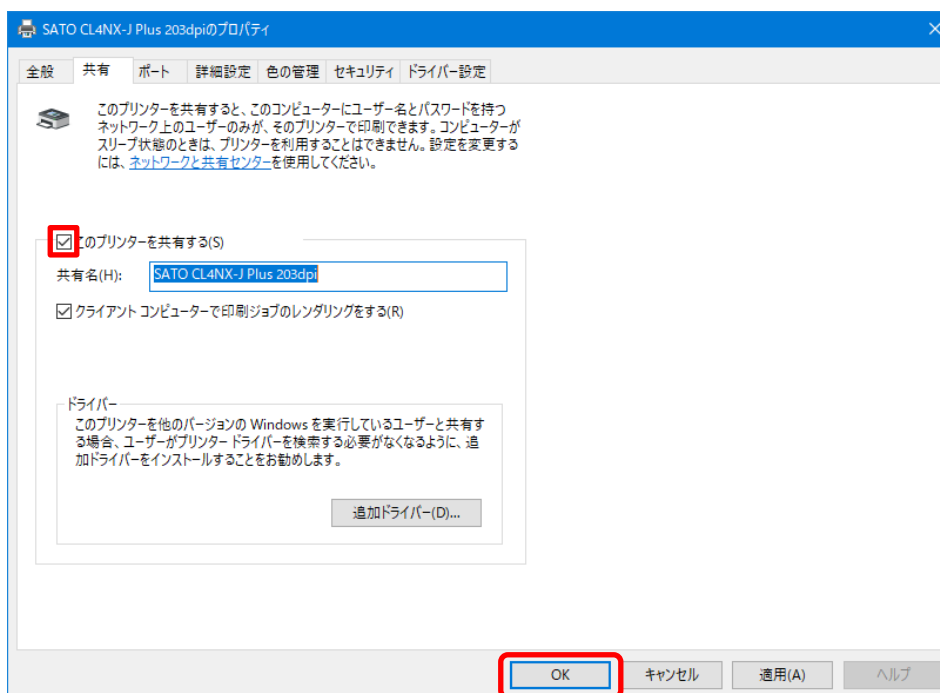 SATO CL4NX-J Plus 203dpiのプロパティ
全般 共有 ポート 詳細設定 色の管理 セキュリティ ドライバー設定
このプリンターを共有すると、このコンピューターにユーザー名とパスワードを持つ
ネットワーク上のユーザーのみが、そのプリンターで印刷できます。コンピューターが
スリープ状態のときは、プリンターを利用することはできません。設定を変更する
には、ネットワークと共有センターを使用してください。
このプリンターを共有する(S)
共有名(H): SATO CL4NX-J Plus 203dpi
クライアント コンピューターで印刷ジョブのレンダリングをする(R)
ドライバー
このプリンターを他のバージョンの Windows を実行しているユーザーと共有す
る場合、ユーザーがプリンター ドライバーを検索する必要がなくなるように、追
加ドライバーをインストールすることをお勧めします。
追加ドライバー(D)...
OK キャンセル 適用(A) ヘルプ